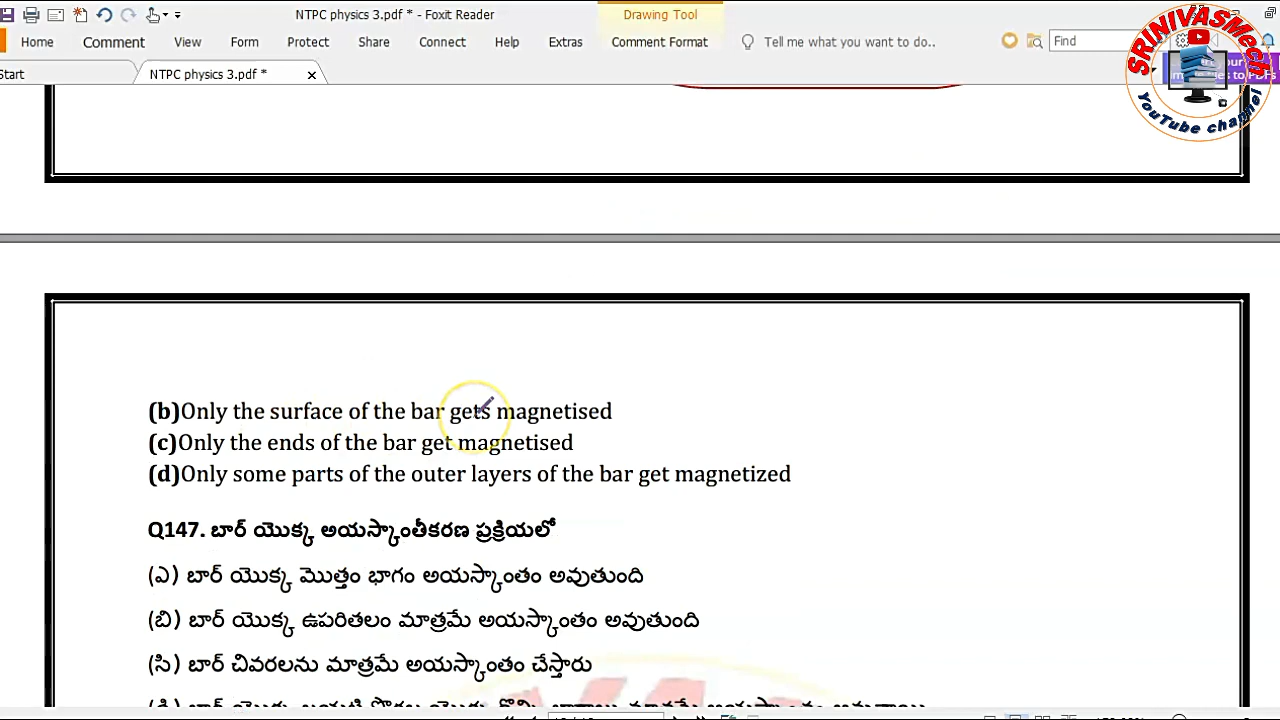 NTPC physics 3.pdf * - Foxit Reader
Drawing Tool
Home Comment View Form Protect Share Connect Help Extras Comment Format Tell me what you want to do.. Find
Start
NTPC physics 3.pdf *
SRINIVASMech
YouTube channel
to PDFs
(b)Only the surface of the bar gets magnetised
(c)Only the ends of the bar get magnetised
(d)Only some parts of the outer layers of the bar get magnetized
Q147. బార్ యొక్క అయస్కాంతీకరణ ప్రక్రియలో
(ఎ) బార్ యొక్క మొత్తం భాగం అయస్కాంతం అవుతుంది
(బి) బార్ యొక్క ఉపరితలం మాత్రమే అయస్కాంతం అవుతుంది
(సి) బార్ చివరలను మాత్రమే అయస్కాంతం చేస్తారు